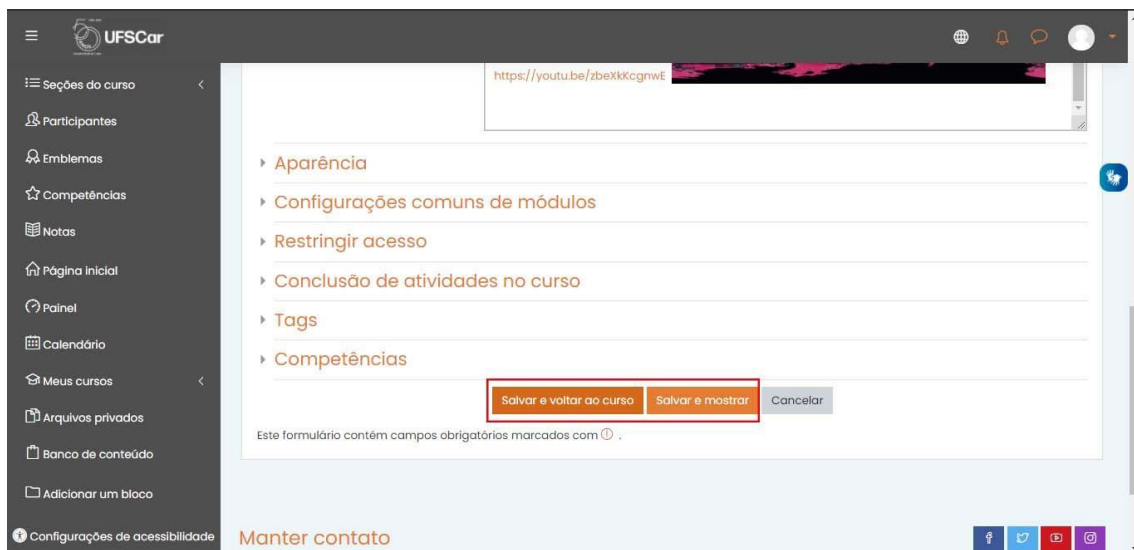 UFSCar
Seções do curso
Participantes
Emblemas
Competências
Notas
Página inicial
Painel
Calendário
Meus cursos
Arquivos privados
Banco de conteúdo
Adicionar um bloco
Configurações de acessibilidade
https://youtu.be/zbeXkKcgnwE
Aparência
Configurações comuns de módulos
Restringir acesso
Conclusão de atividades no curso
Tags
Competências
Salvar e voltar ao curso Salvar e mostrar Cancelar
Este formulário contém campos obrigatórios marcados com .
Manter contato